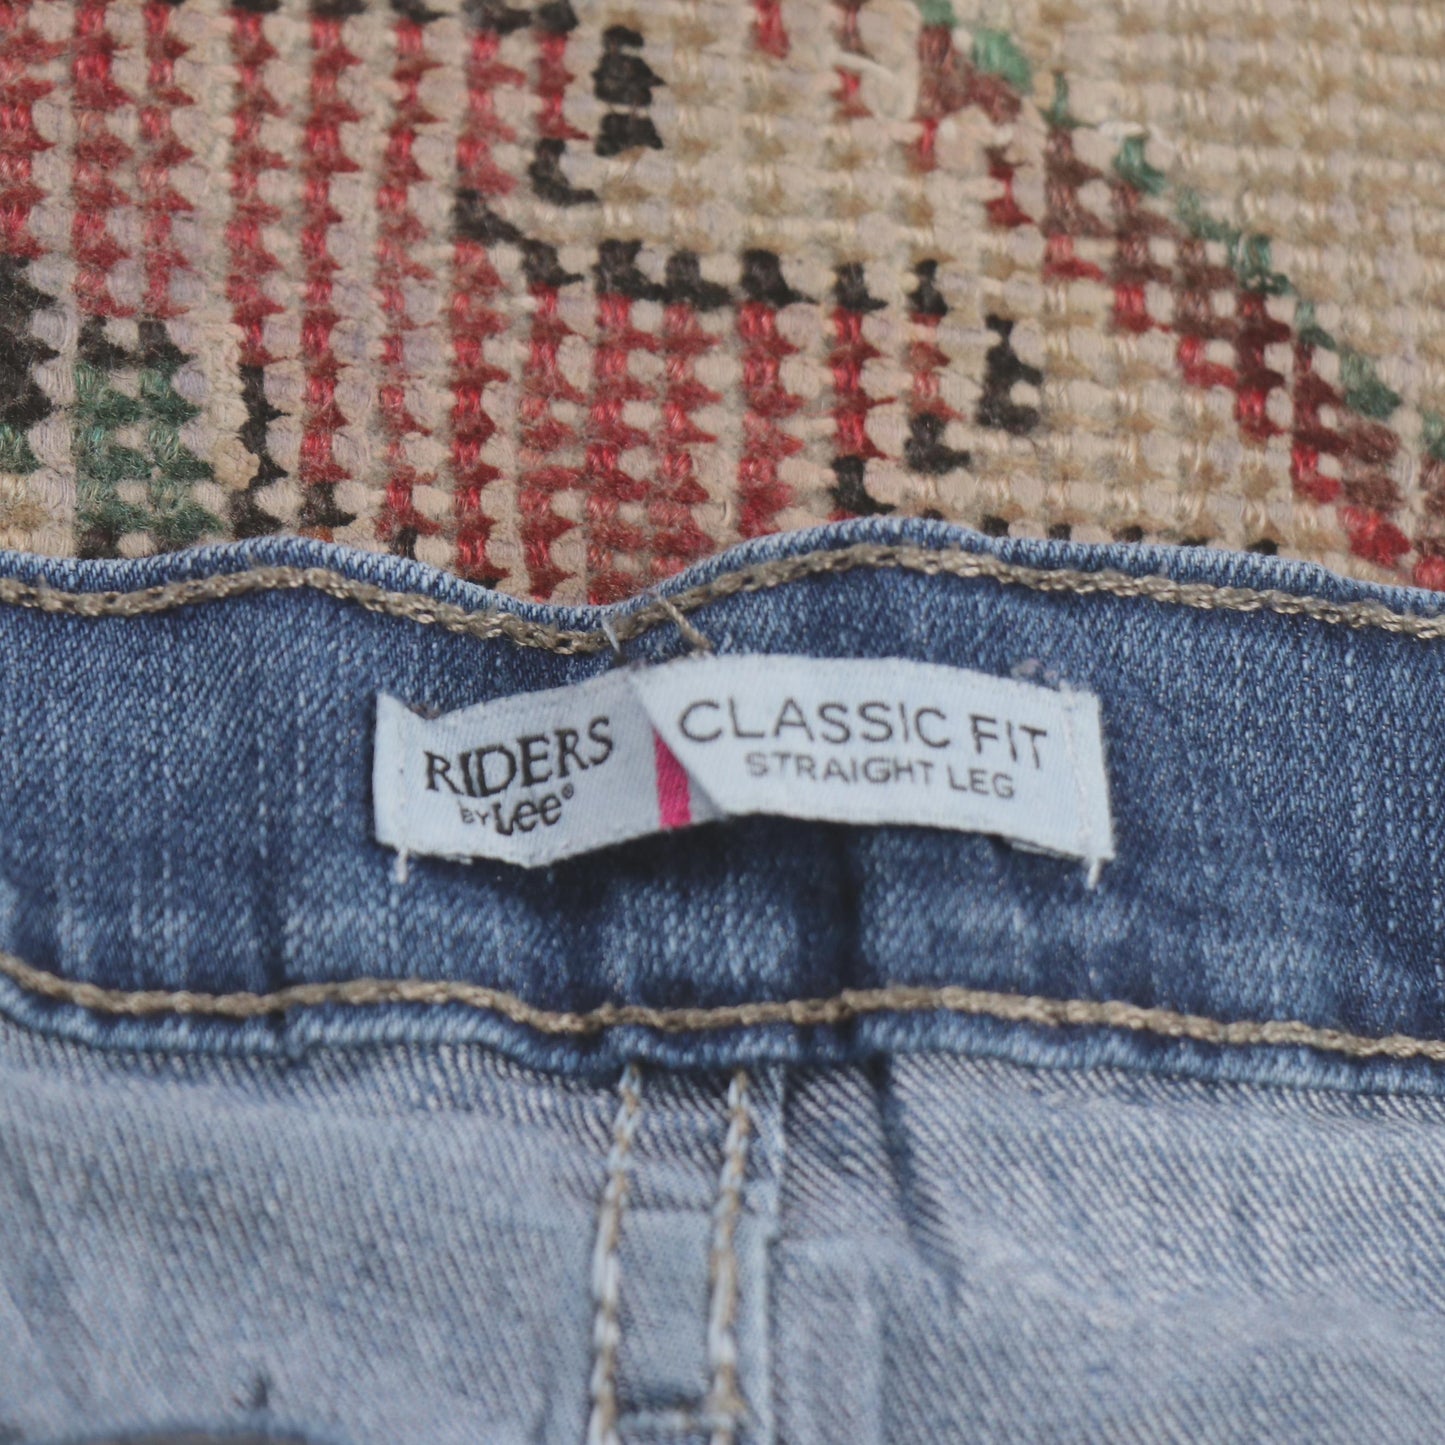 RIDERS
BY Lee®
CLASSIC FIT
STRAIGHT LEG